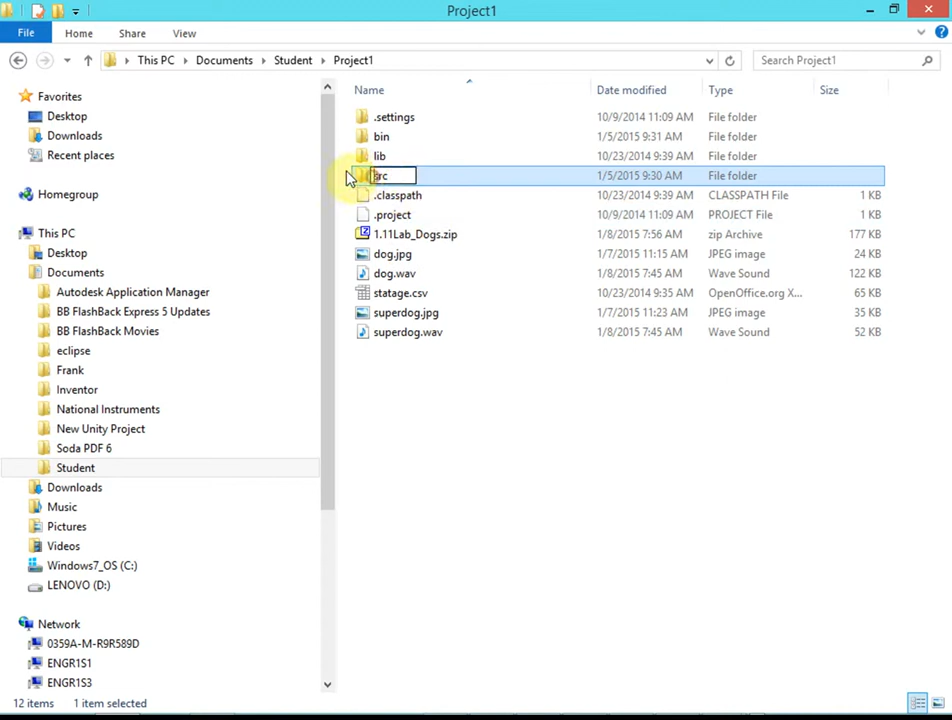 Project1
File Home Share View
This PC Documents Student Project1 Search Project1
Name Date modified Type Size
.settings 10/9/2014 11:09 AM File folder
bin 1/5/2015 9:31 AM File folder
lib 10/23/2014 9:39 AM File folder
src 1/5/2015 9:30 AM File folder
.classpath 10/23/2014 9:39 AM CLASSPATH File 1 KB
.project 10/9/2014 11:09 AM PROJECT File 1 KB
1.11Lab_Dogs.zip 1/8/2015 7:56 AM zip Archive 177 KB
dog.jpg 1/7/2015 11:15 AM JPEG image 24 KB
dog.wav 1/8/2015 7:45 AM Wave Sound 122 KB
statage.csv 10/23/2014 9:35 AM OpenOffice.org X... 65 KB
superdog.jpg 1/7/2015 11:23 AM JPEG image 35 KB
superdog.wav 1/8/2015 7:45 AM Wave Sound 52 KB
Favorites
Desktop
Downloads
Recent places
Homegroup
This PC
Desktop
Documents
Autodesk Application Manager
BB FlashBack Express 5 Updates
BB FlashBack Movies
eclipse
Frank
Inventor
National Instruments
New Unity Project
Soda PDF 6
Student
Downloads
Music
Pictures
Videos
Windows7_OS (C:)
LENOVO (D:)
Network
0359A-M-R9R589D
ENGR1S1
ENGR1S3
12 items 1 item selected